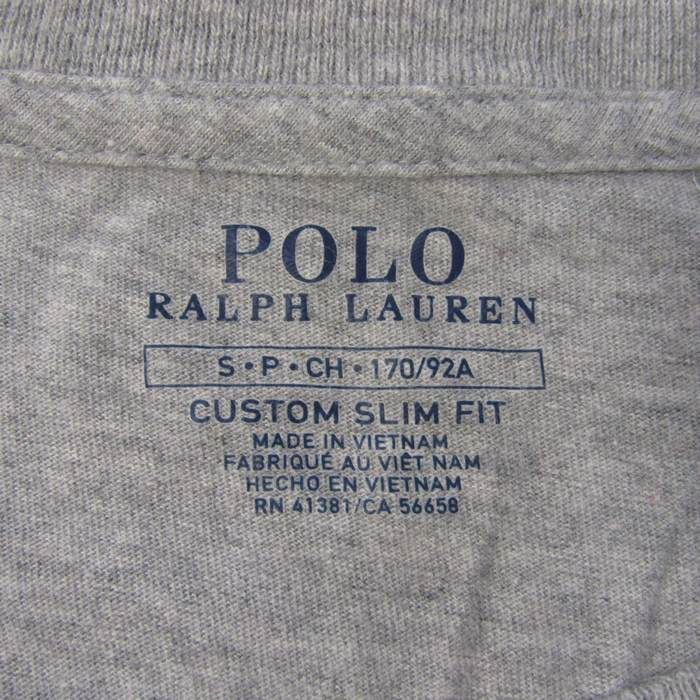 POLO
RALPH LAUREN
S • P • CH • 170/92A
CUSTOM SLIM FIT
MADE IN VIETNAM
FABRIQUÉ AU VIÊT NAM
HECHO EN VIETNAM
RN 41381/CA 56658